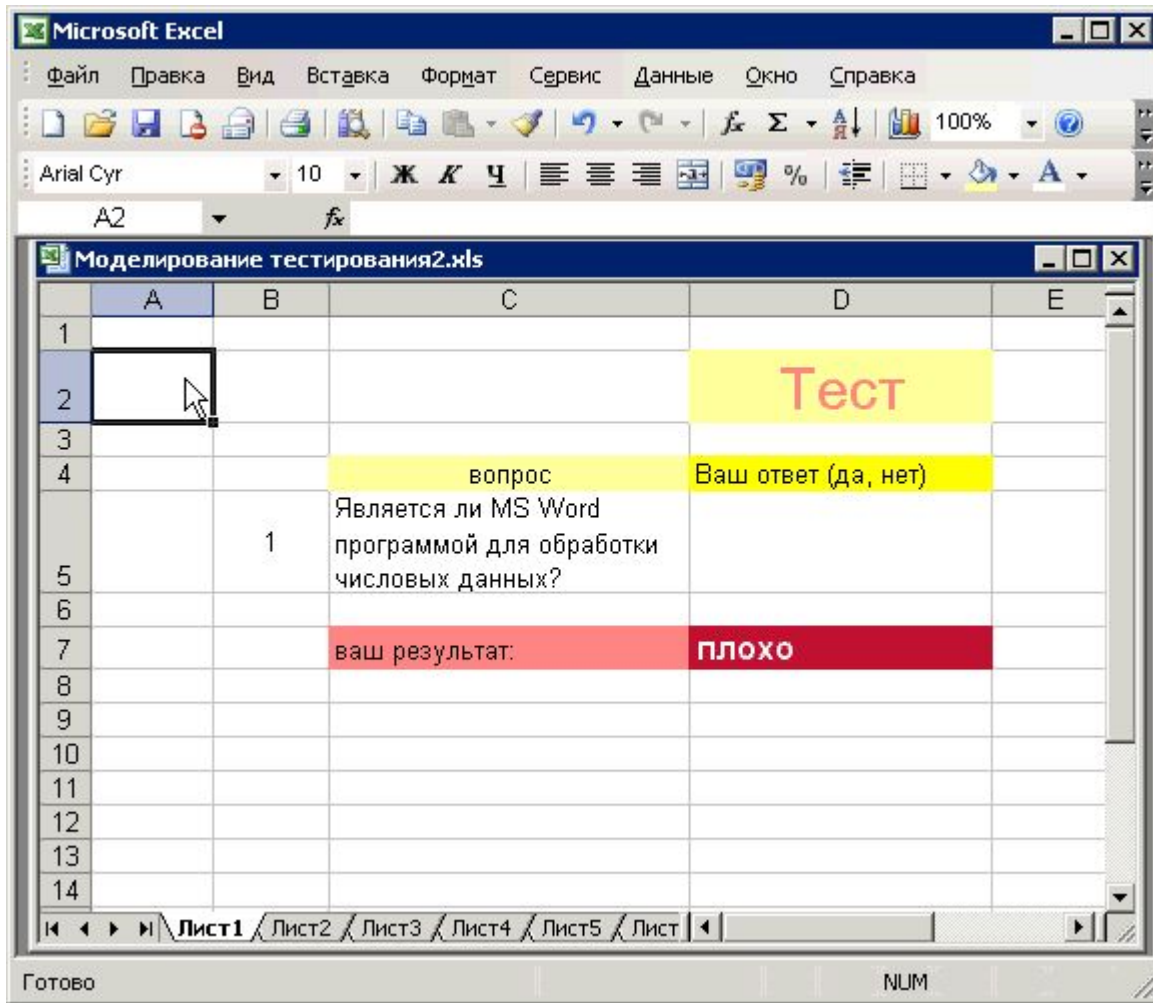 Microsoft Excel
Файл Правка Вид Вставка Формат Сервис Данные Окно Справка
fx Σ 100%
Arial Cyr 10 Ж К Ч % А
A2 fx
Моделирование тестирования2.xls
A B C D E
1
2 Тест
3
4 вопрос Ваш ответ (да, нет)
Является ли MS Word
1 программой для обработки
5 числовых данных?
6
7 ваш результат: плохо
8
9
10
11
12
13
14
Лист1 Лист2 Лист3 Лист4 Лист5 Лист
Готово NUM